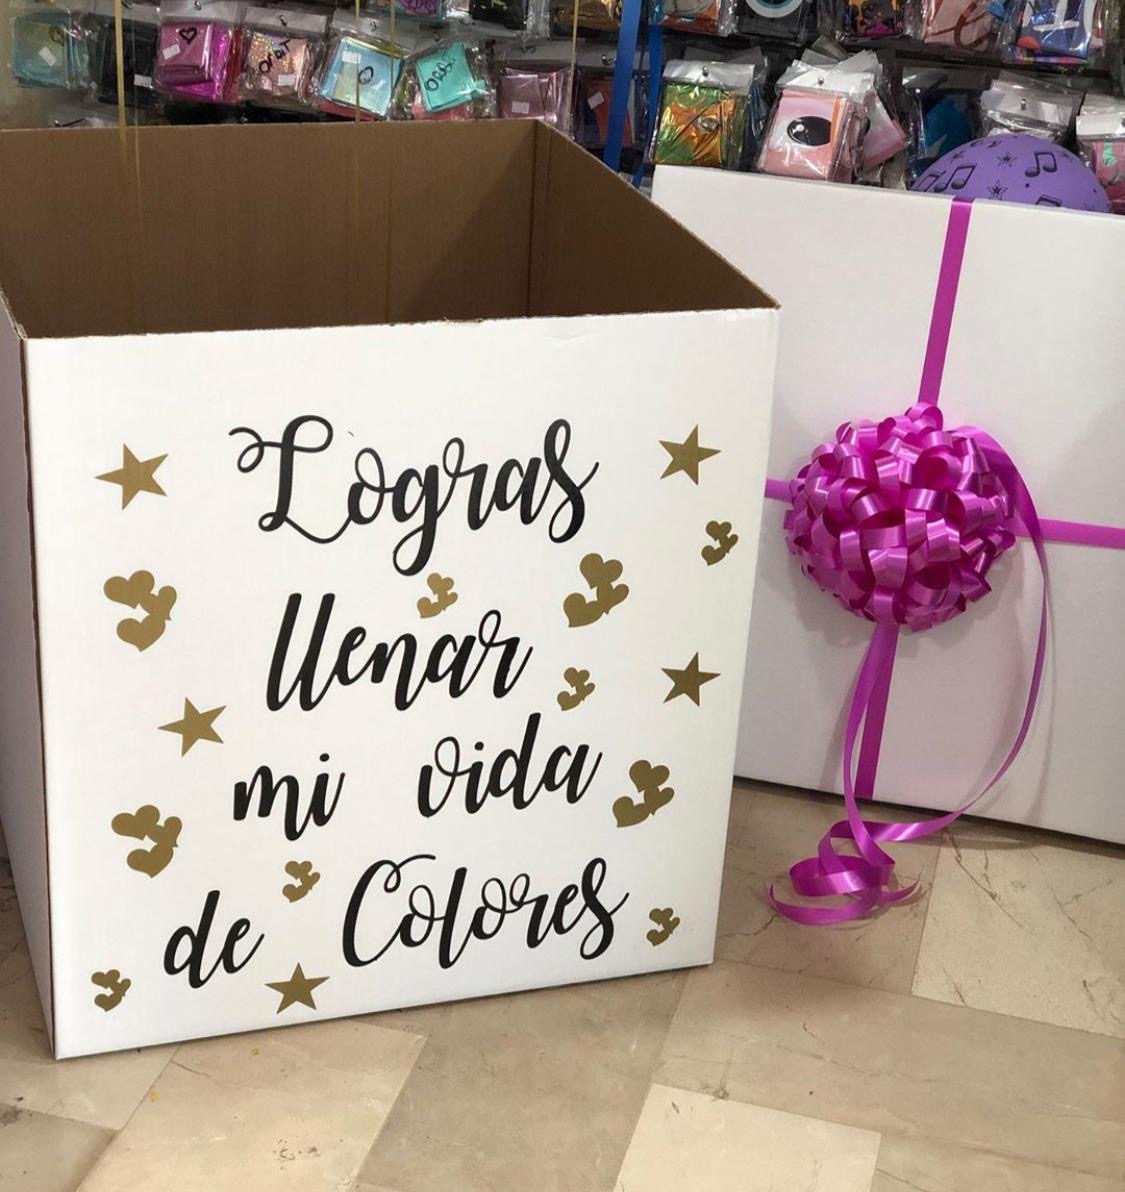 Logras
llenar
mi vida
de Colores